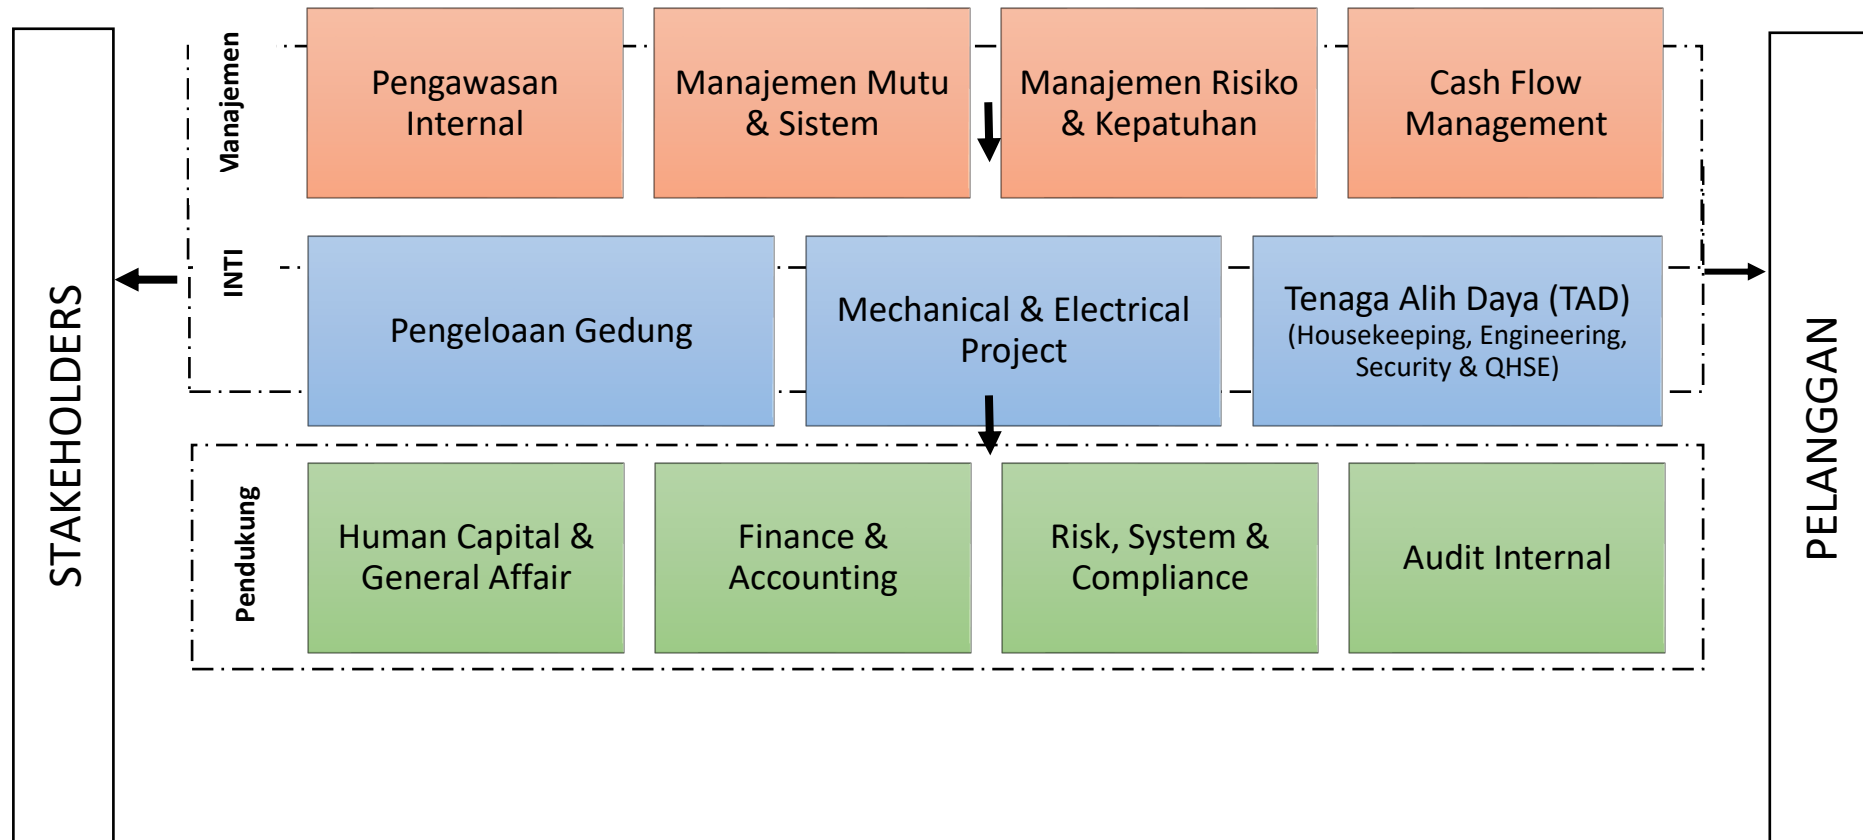 STAKEHOLDERS
Manajemen
Pengawasan
Internal
Manajemen Mutu
& Sistem
Manajemen Risiko
& Kepatuhan
Cash Flow
Management
INTI
Pengeloaan Gedung
Mechanical & Electrical
Project
Tenaga Alih Daya (TAD)
(Housekeeping, Engineering,
Security & QHSE)
Pendukung
Human Capital &
General Affair
Finance &
Accounting
Risk, System &
Compliance
Audit Internal
PELANGGAN